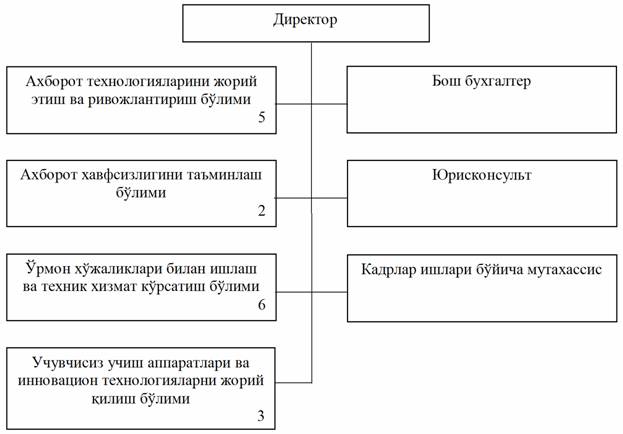 Директор
Ахборот технологияларини жорий
этиш ва ривожлантириш бўлими
5
Бош бухгалтер
Ахборот хавфсизлигини таъминлаш
бўлими
2
Юрисконсульт
Ўрмон хўжаликлари билан ишлаш
ва техник хизмат кўрсатиш бўлими
6
Кадрлар ишлари бўйича мутахассис
Учувчисиз учиш аппаратлари ва
инновацион технологияларни жорий
қилиш бўлими
3